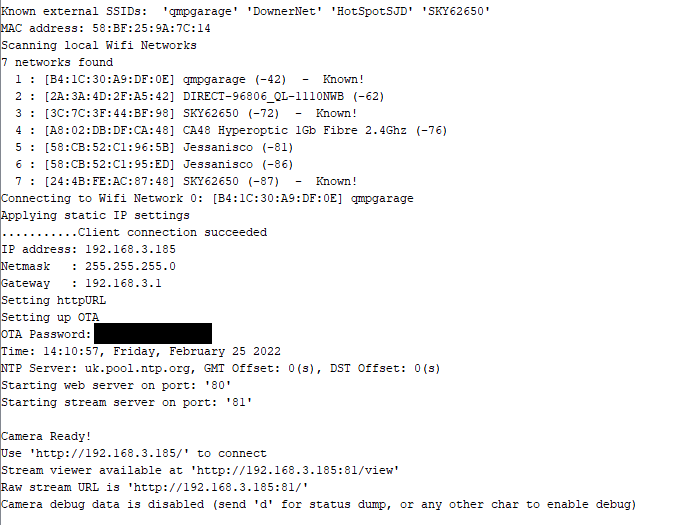 Known external SSIDs:  'qmpgarage' 'DownerNet' 'HotSpotSJD' 'SKY62650'
MAC address: 58:BF:25:9A:7C:14
Scanning local Wifi Networks
7 networks found
  1 : [B4:1C:30:A9:DF:0E] qmpgarage (-42)  -  Known!
  2 : [2A:3A:4D:2F:A5:42] DIRECT-96806_QL-1110NWB (-62)
  3 : [3C:7C:3F:44:BF:98] SKY62650 (-72)  -  Known!
  4 : [A8:02:DB:DF:CA:48] CA48 Hyperoptic 1Gb Fibre 2.4Ghz (-76)
  5 : [58:CB:52:C1:96:5B] Jessanisco (-81)
  6 : [58:CB:52:C1:95:ED] Jessanisco (-86)
  7 : [24:4B:FE:AC:87:48] SKY62650 (-87)  -  Known!
Connecting to Wifi Network 0: [B4:1C:30:A9:DF:0E] qmpgarage
Applying static IP settings
...........Client connection succeeded
IP address: 192.168.3.185
Netmask   : 255.255.255.0
Gateway   : 192.168.3.1
Setting httpURL
Setting up OTA
OTA Password:
Time: 14:10:57, Friday, February 25 2022
NTP Server: uk.pool.ntp.org, GMT Offset: 0(s), DST Offset: 0(s)
Starting web server on port: '80'
Starting stream server on port: '81'

Camera Ready!
Use 'http://192.168.3.185/' to connect
Stream viewer available at 'http://192.168.3.185:81/view'
Raw stream URL is 'http://192.168.3.185:81/'
Camera debug data is disabled (send 'd' for status dump, or any other char to enable debug)